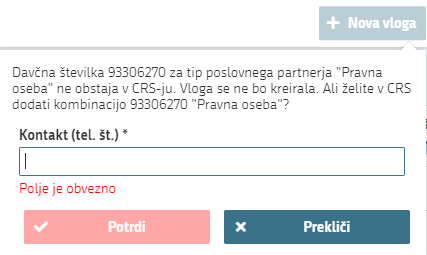 Nova vloga
Davčna številka 93306270 za tip poslovnega partnerja "Pravna
oseba" ne obstaja v CRS-ju. Vloga se ne bo kreirala. Ali želite v CRS
dodati kombinacijo 93306270 "Pravna oseba"?
Kontakt (tel. št.) *
Polje je obvezno
Potrdi
Prekliči